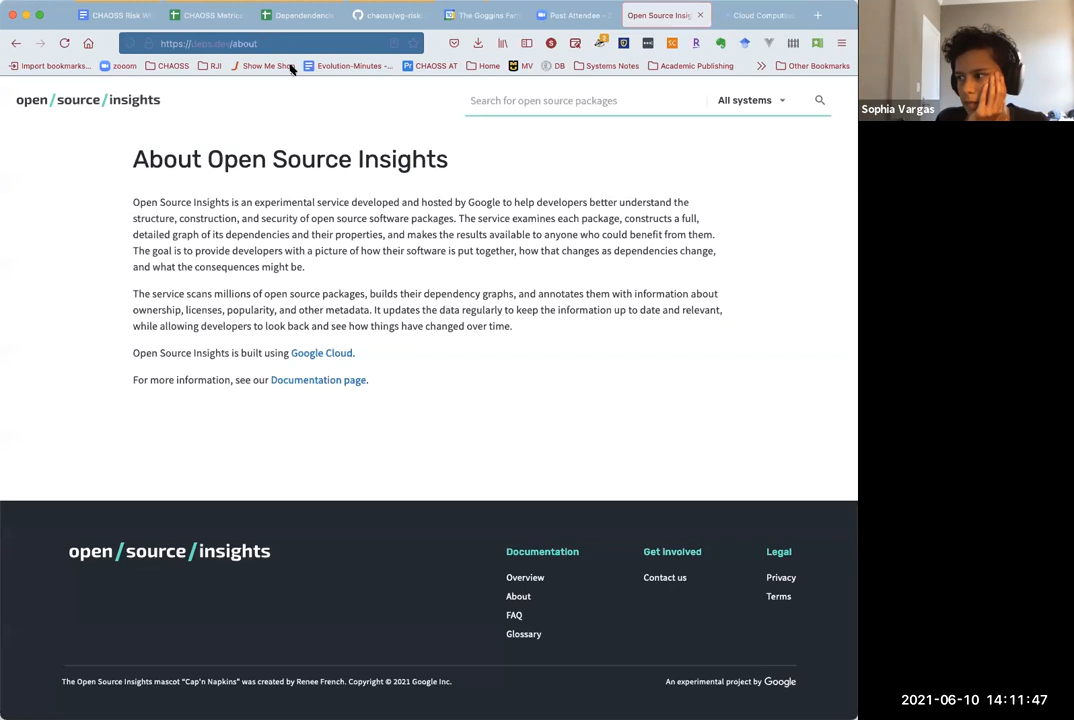 CHAOSS Risk W
CHAOSS Metrics
Dependencie
chaoss/wg-risk
The Goggins Fa
Post Attendee - Z
Open Source Insig
Cloud Computin
https://deps.dev/about
Import bookmarks...
zooom
CHAOSS
RJI
Show Me Sho
Evolution-Minutes -...
CHAOSS AT
Home
MV
DB
Systems Notes
Academic Publishing
Other Bookmarks
open/source/insights
Search for open source packages
All systems
About Open Source Insights
Open Source Insights is an experimental service developed and hosted by Google to help developers better understand the
structure, construction, and security of open source software packages. The service examines each package, constructs a full,
detailed graph of its dependencies and their properties, and makes the results available to anyone who could benefit from them.
The goal is to provide developers with a picture of how their software is put together, how that changes as dependencies change,
and what the consequences might be.
The service scans millions of open source packages, builds their dependency graphs, and annotates them with information about
ownership, licenses, popularity, and other metadata. It updates the data regularly to keep the information up to date and relevant,
while allowing developers to look back and see how things have changed over time.
Open Source Insights is built using Google Cloud.
For more information, see our Documentation page.
open/source/insights
Documentation
Overview
About
FAQ
Glossary
Get involved
Contact us
Legal
Privacy
Terms
The Open Source Insights mascot “Cap’n Napkins” was created by Renee French. Copyright © 2021 Google Inc.
An experimental project by Google
Sophia Vargas
2021-06-10 14:11:47